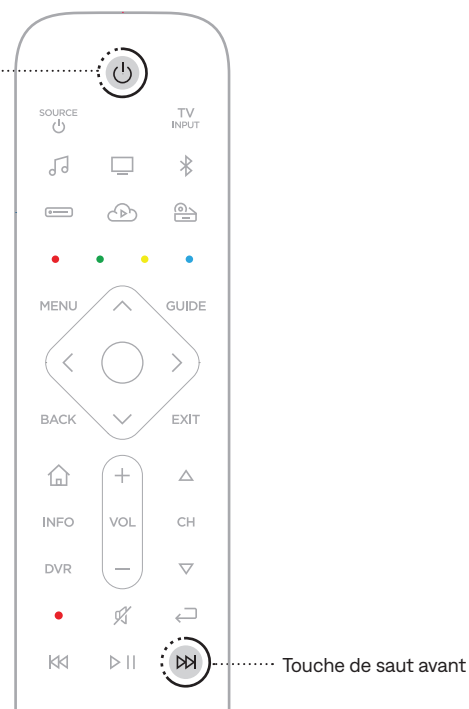 SOURCE TV
INPUT
MENU GUIDE
BACK EXIT
INFO VOL CH
DVR
Touche de saut avant